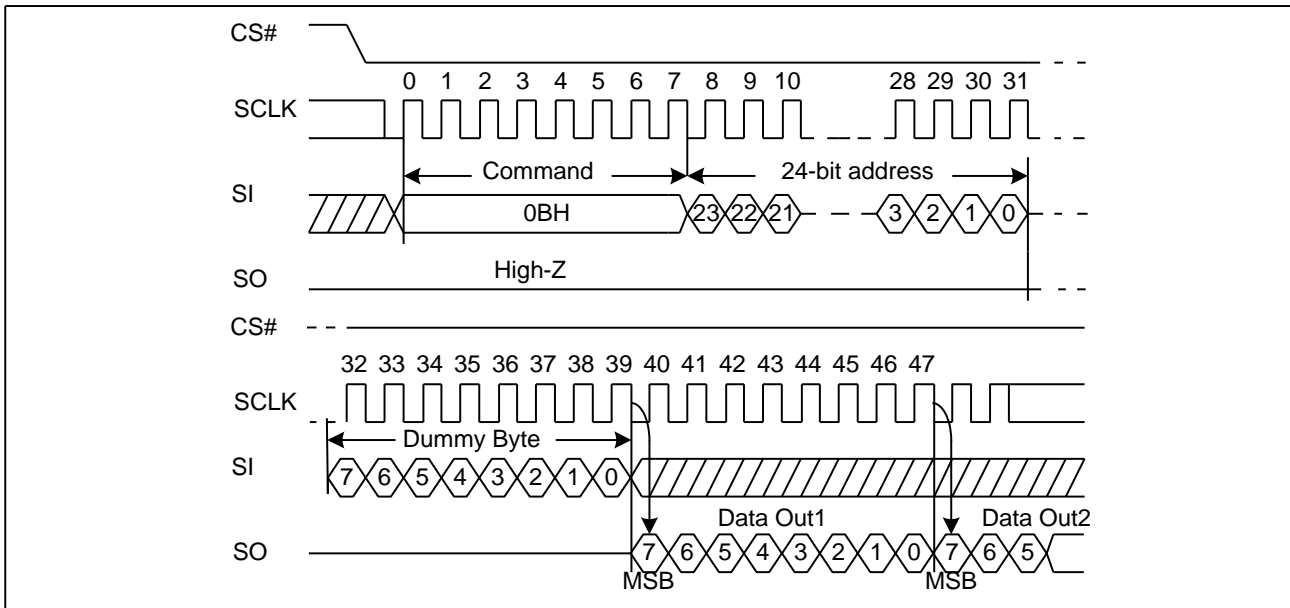 CS#
0 1 2 3 4 5 6 7 8 9 10 28 29 30 31
SCLK
Command 24-bit address
SI
0BH 23 22 21 3 2 1 0
High-Z
SO
CS#
32 33 34 35 36 37 38 39 40 41 42 43 44 45 46 47
SCLK
Dummy Byte
SI
7 6 5 4 3 2 1 0
Data Out1 Data Out2
SO
7 6 5 4 3 2 1 0 7 6 5
MSB MSB